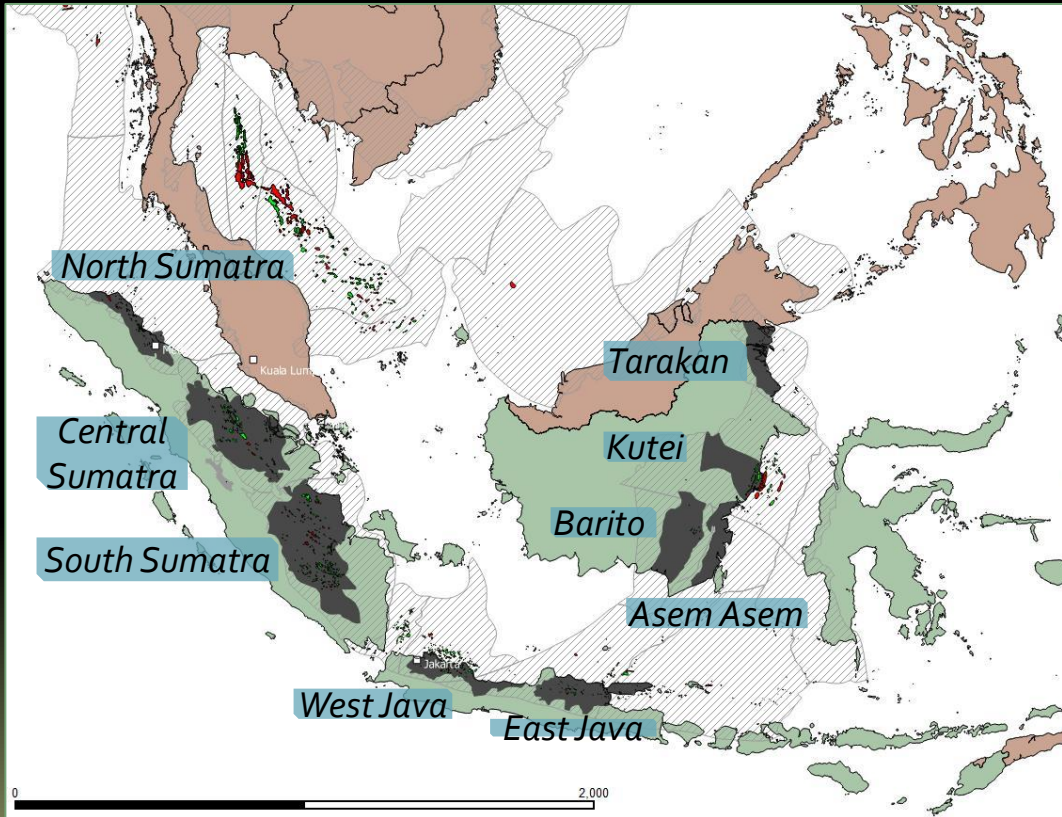 North Sumatra
Kuala Lum
Tarakan
Central
Sumatra
Kutei
Barito
South Sumatra
Asem Asem
Jakarta
West Java
East Java
0
2,000